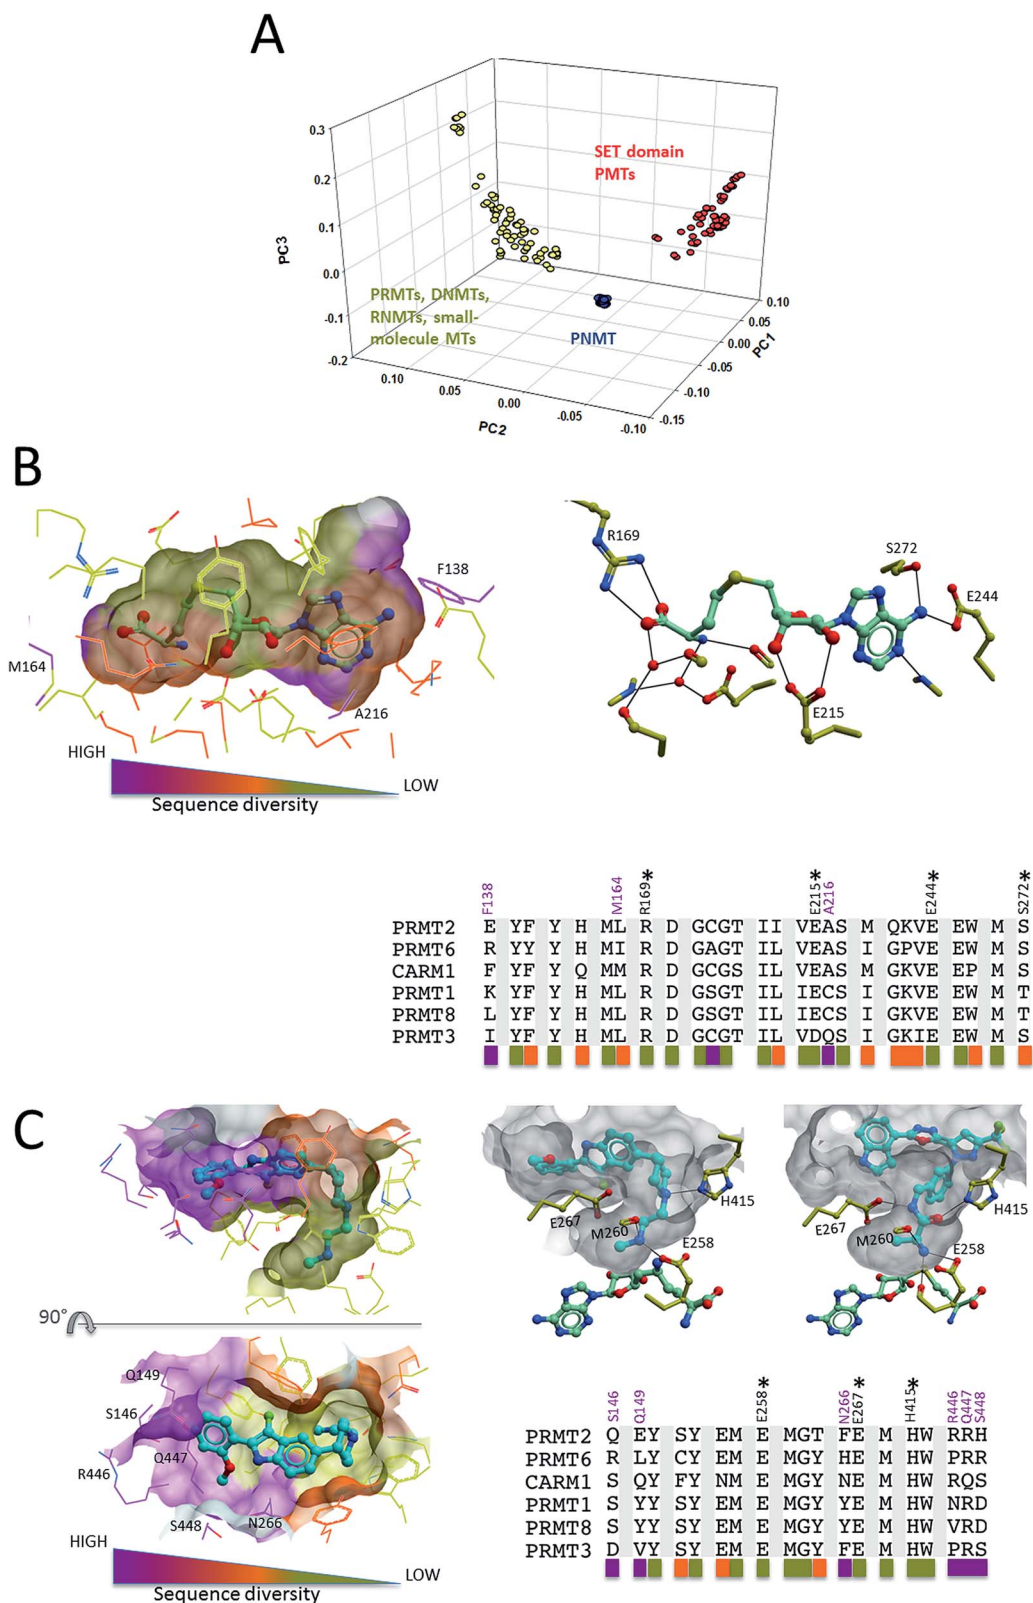 A
0.3
0.2
0.1
0.0
-0.1
-0.2
PC3
SET domain
PMTs
PRMTs, DNMTs,
RNMTs, small-
molecule MTs
PNMT
0.10
0.05
0.00
-0.05
-0.10
-0.15
PC1
0.10
0.05
0.00
-0.05
-0.10
PC2
B
F138
M164
A216
HIGH
LOW
Sequence diversity
R169
S272
E244
E215
F138 M164 R169* E215* A216 E244* S272*
PRMT2 E YF Y H ML R D GCGT IL VEAS M QKVE EW M S
PRMT6 R YY Y H MI R D GAGT IL VEAS I GPVE EW M S
CARM1 F YF Y Q MM R D GCGS IL VEAS M GKVE EP M S
PRMT1 K YF Y H ML R D GSGT IL IECS I GKVE EW M T
PRMT8 L YF Y H ML R D GSGT IL IECS I GKVE EW M T
PRMT3 I YF Y H ML R D GCGT IL VDQS I GKIE EW M S
C
90°
E267
M260
H415
E258
E267
M260
H415
E258
Q149
S146
Q447
R446
S448
N266
HIGH
LOW
Sequence diversity
S146 Q149 E258* N266 E267* H415* R446 Q447 S448
PRMT2 Q EY SY EM E MGT FE M HW RRH
PRMT6 R LY CY EM E MGY HE M HW PRR
CARM1 S QY FY NM E MGY NE M HW RQS
PRMT1 S YY SY EM E MGY YE M HW NRD
PRMT8 S YY SY EM E MGY YE M HW VRD
PRMT3 D VY SY EM E MGY FE M HW PRS